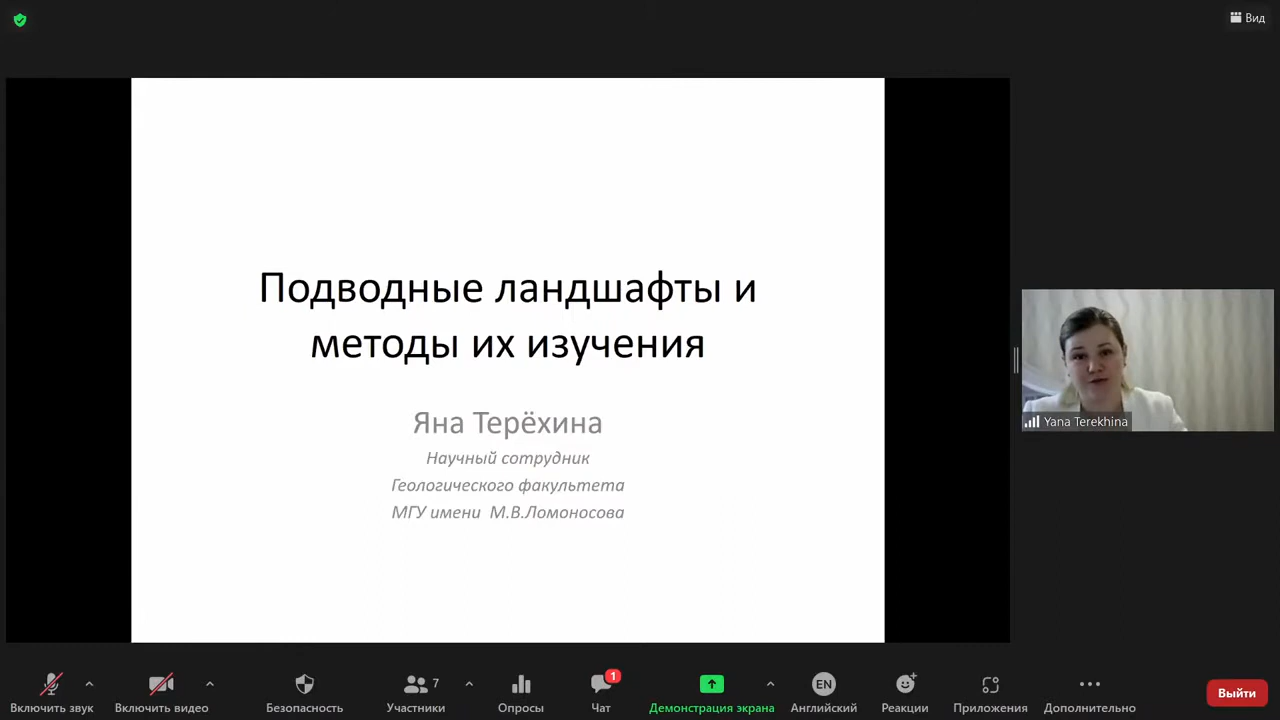 Вид
Подводные ландшафты и
методы их изучения
Яна Терёхина
Научный сотрудник
Геологического факультета
МГУ имени М.В.Ломоносова
Yana Terekhina
Включить звук
Включить видео
Безопасность
7
Участники
Опросы
1
Чат
Демонстрация экрана
EN
Английский
Реакции
Приложения
Дополнительно
Выйти